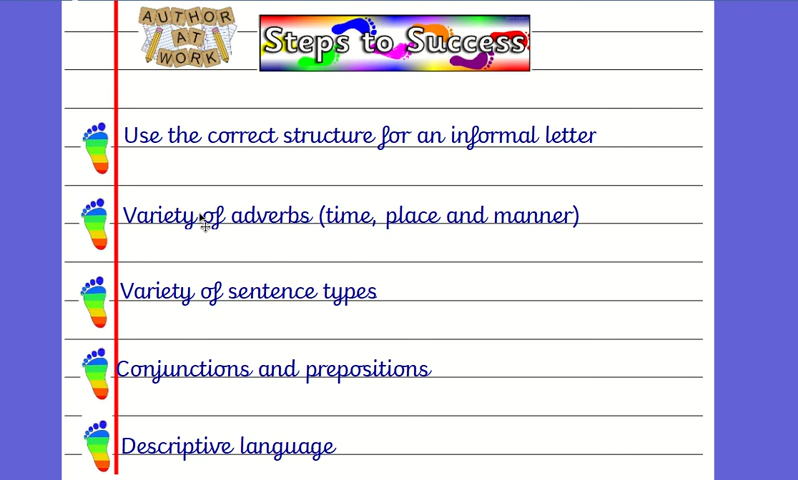 AUTHOR
AT
WORK
Steps to Success
Use the correct structure for an informal letter
Variety of adverbs (time, place and manner)
Variety of sentence types
Conjunctions and prepositions
Descriptive language